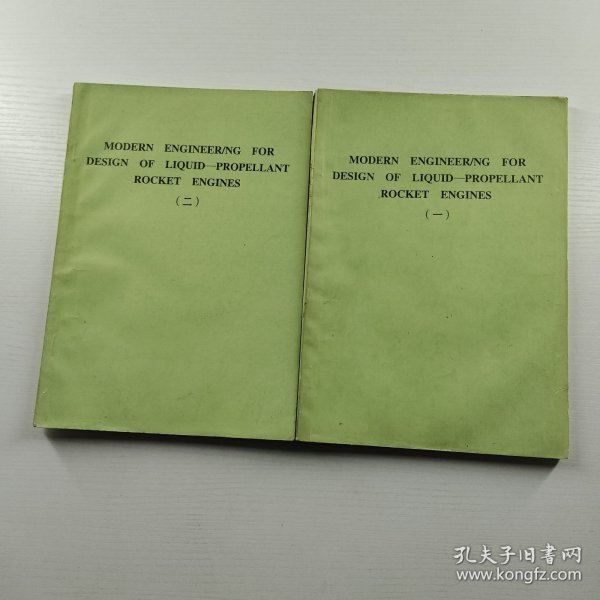 MODERN ENGINEER/NG FOR
DESIGN OF LIQUID—PROPELLANT
ROCKET ENGINES
（二）
MODERN ENGINEER/NG FOR
DESIGN OF LIQUID—PROPELLANT
ROCKET ENGINES
（一）
孔夫子旧書网
www.kongfz.com